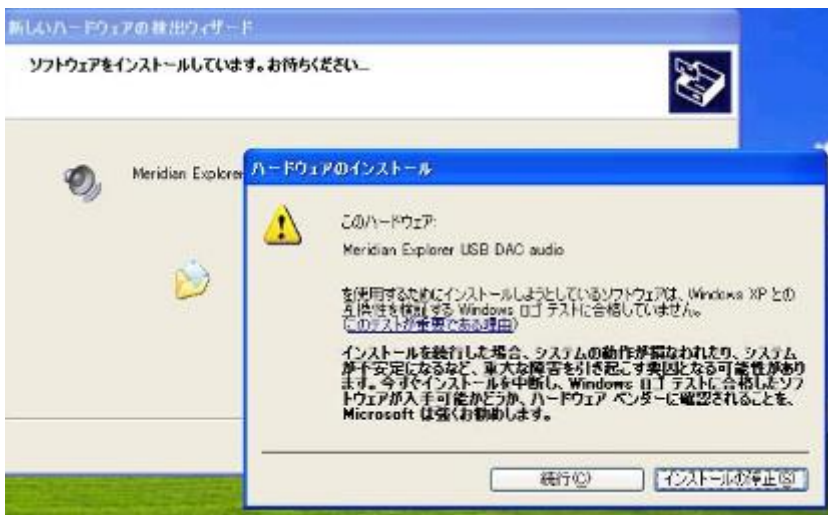 新しいハードウェアの検出ウィザード
ソフトウェアをインストールしています。お待ちください...
Meridian Explorer
ハードウェアのインストール
このハードウェア:
Meridian Explorer USB DAC audio
を使用するためにインストールしようとしているソフトウェアは、Windows XP との
互換性を検証する Windows ロゴ テストに合格していません。
(このテストが重要である理由)
インストールを続行した場合、システムの動作が損なわれたり、システム
が不安定になるなど、重大な障害を引き起こす要因となる可能性があり
ます。今すぐインストールを中断し、Windows ロゴ テストに合格したソフ
トウェアが入手可能かどうか、ハードウェア ベンダーに確認されることを、
Microsoft は強くお勧めします。
続行(C)
インストールの停止(S)